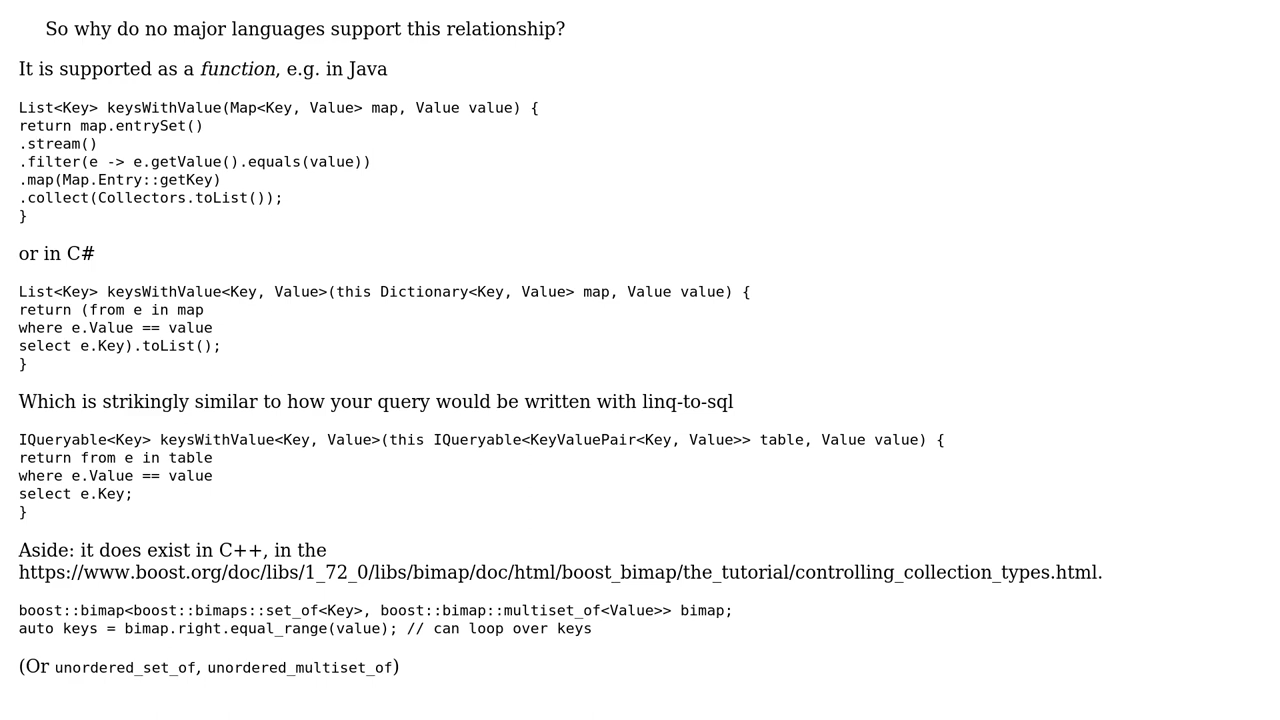 So why do no major languages support this relationship?
It is supported as a function, e.g. in Java
List<Key> keysWithValue(Map<Key, Value> map, Value value) {
return map.entrySet()
.stream()
.filter(e -> e.getValue().equals(value))
.map(Map.Entry::getKey)
.collect(Collectors.toList());
}
or in C#
List<Key> keysWithValue<Key, Value>(this Dictionary<Key, Value> map, Value value) {
return (from e in map
where e.Value == value
select e.Key).toList();
}
Which is strikingly similar to how your query would be written with linq-to-sql
IQueryable<Key> keysWithValue<Key, Value>(this IQueryable<KeyValuePair<Key, Value>> table, Value value) {
return from e in table
where e.Value == value
select e.Key;
}
Aside: it does exist in C++, in the
https://www.boost.org/doc/libs/1_72_0/libs/bimap/doc/html/boost_bimap/the_tutorial/controlling_collection_types.html.
boost::bimap<boost::bimaps::set_of<Key>, boost::bimap::multiset_of<Value>> bimap;
auto keys = bimap.right.equal_range(value); // can loop over keys
(Or unordered_set_of, unordered_multiset_of)